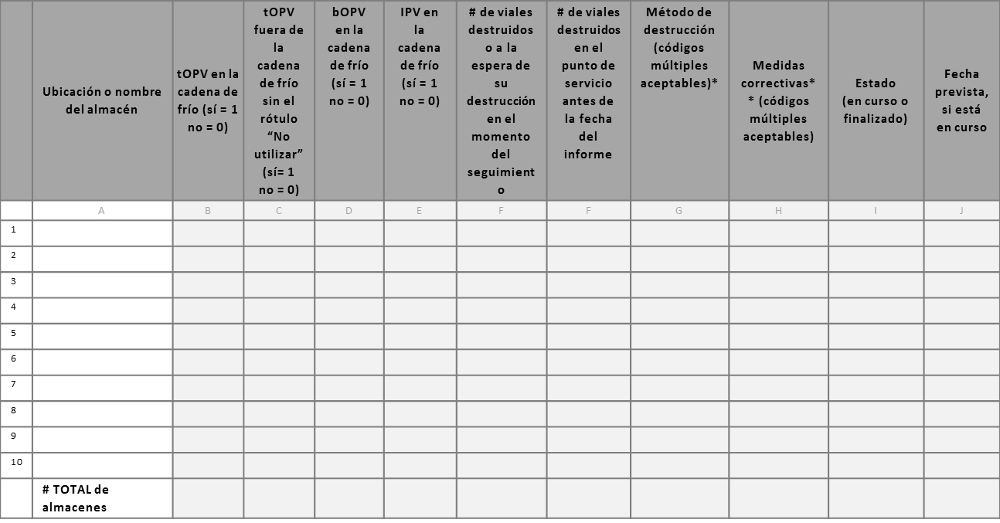 Ubicación o nombre
del almacén
tOPV en la
cadena de
frío (sí = 1
no = 0)
tOPV
fuera de
la
cadena
de frío
sin el
rótulo
“No
utilizar”
(sí= 1
no = 0)
bOPV
en la
cadena
de frío
(sí = 1
no = 0)
IPV en
la
cadena
de frío
(sí = 1
no = 0)
# de viales
destruidos
o a la
espera de
su
destrucción
en el
momento
del
seguimient
o
# de viales
destruidos
en el
punto de
servicio
antes de
la fecha
del
informe
Método de
destrucción
(códigos
múltiples
aceptables)*
Medidas
correctivas*
* (códigos
múltiples
aceptables)
Estado
(en curso o
finalizado)
Fecha
prevista,
si está
en curso
A B C D E F F G H I J
1
2
3
4
5
6
7
8
9
10
# TOTAL de
almacenes